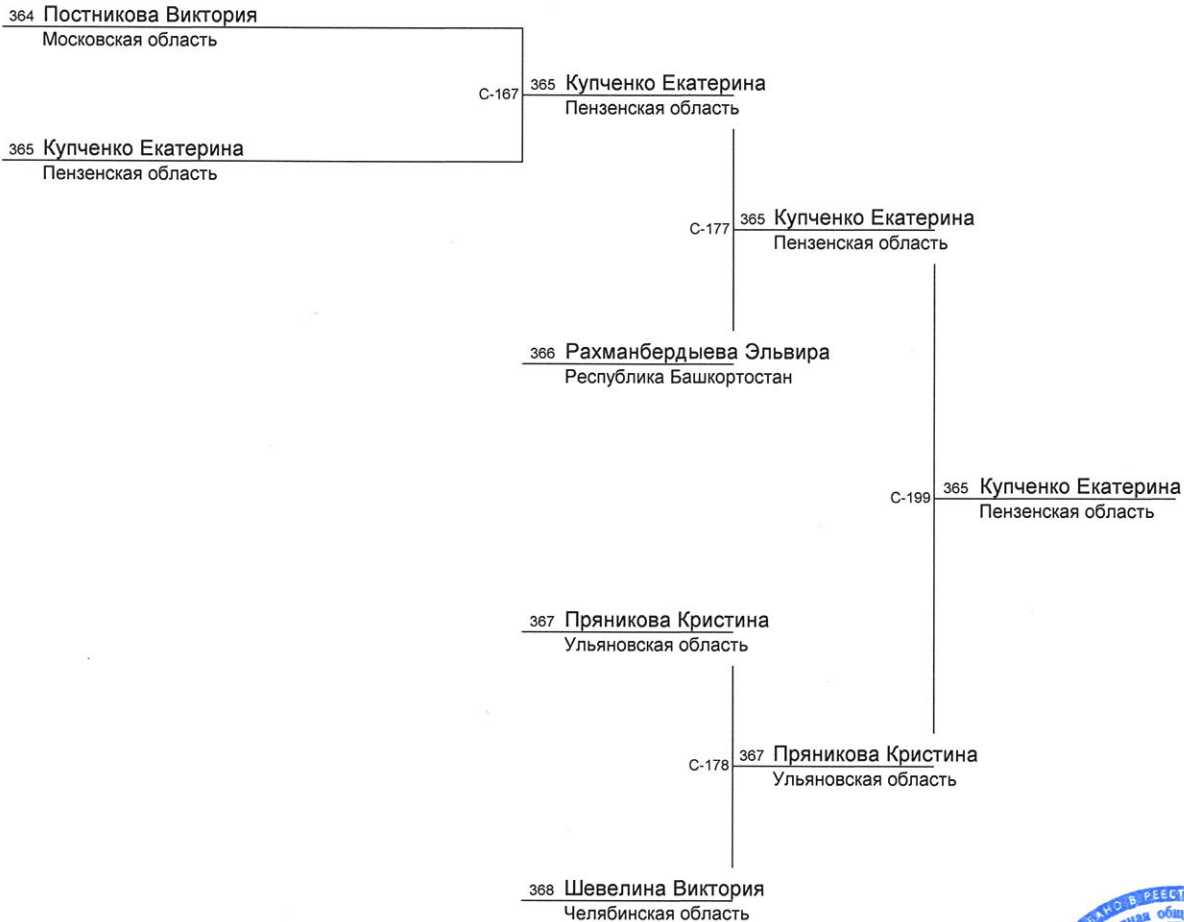 364 Постникова Виктория
Московская область
C-167
365 Купченко Екатерина
Пензенская область
365 Купченко Екатерина
Пензенская область
C-177
365 Купченко Екатерина
Пензенская область
366 Рахманбердыева Эльвира
Республика Башкортостан
C-199
365 Купченко Екатерина
Пензенская область
367 Пряникова Кристина
Ульяновская область
C-178
367 Пряникова Кристина
Ульяновская область
368 Шевелина Виктория
Челябинская область
В РЕЕСТ